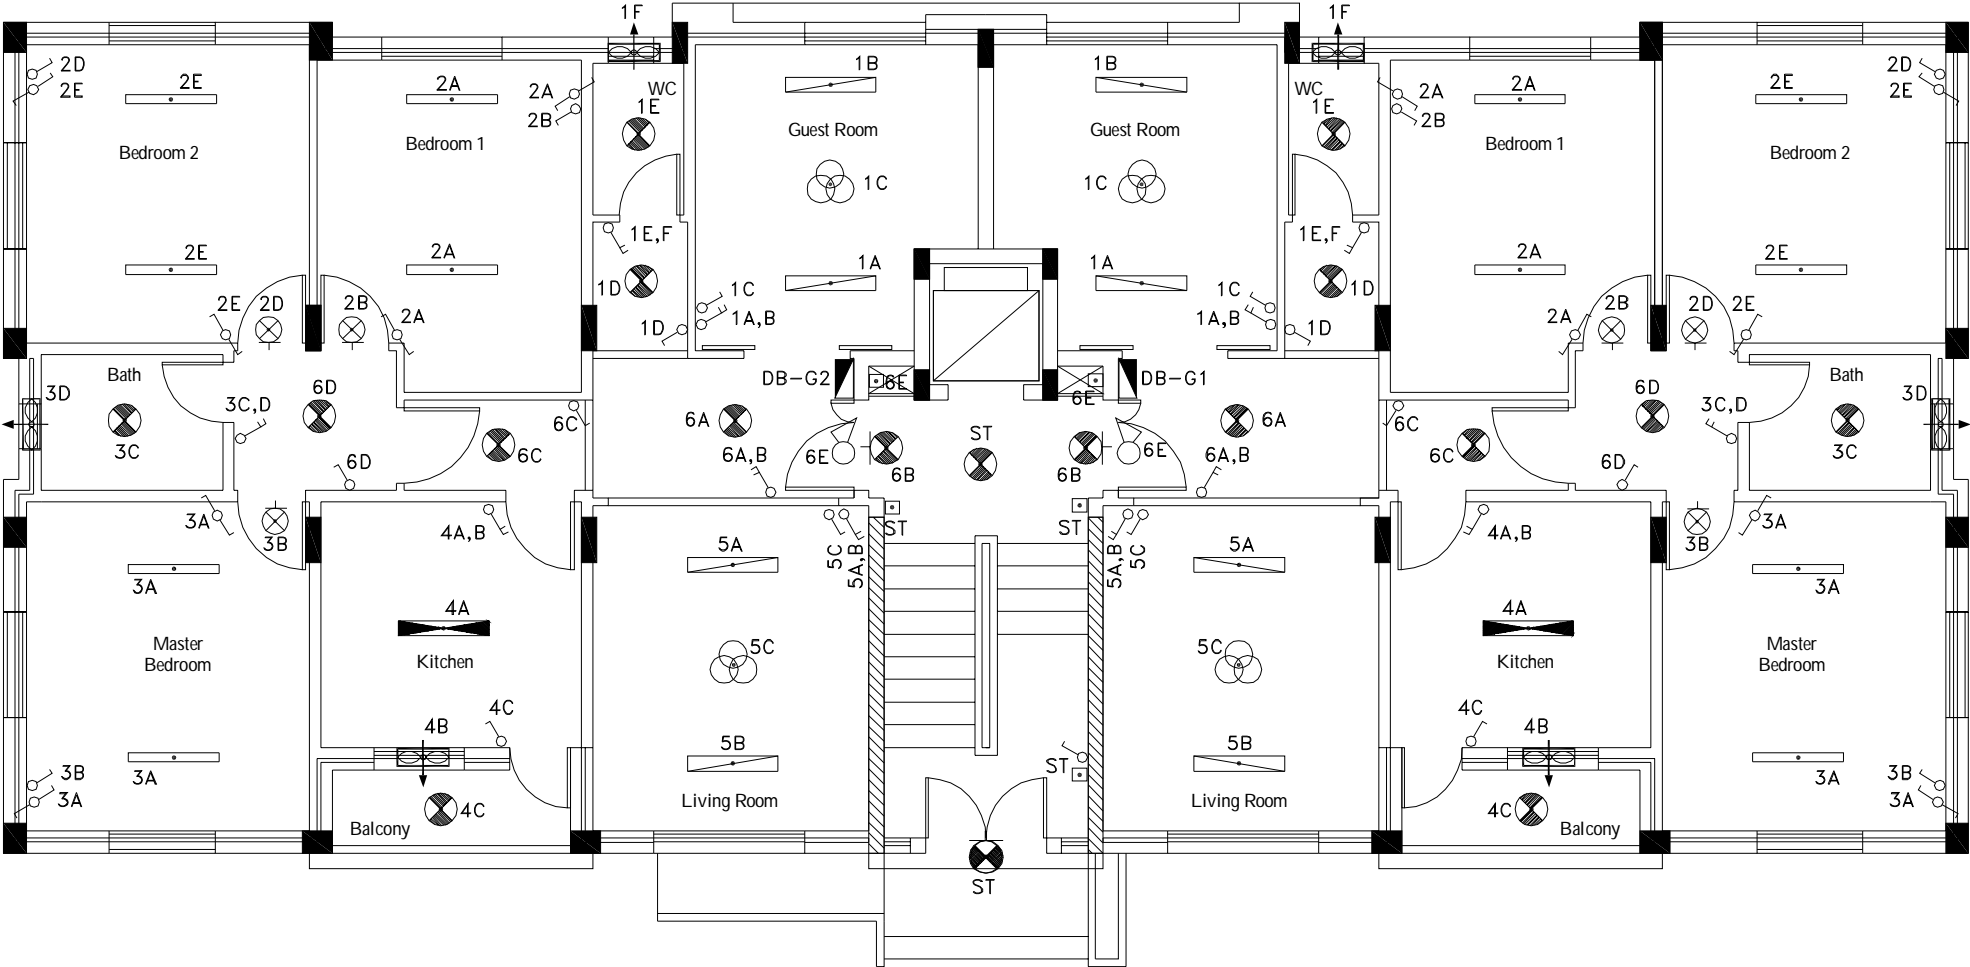 1F
1F
2D
2E
2E
2A
2A
2B
WC
1E
1B
1B
WC
1E
2A
2B
2A
2E
2D
2E
Guest Room
Guest Room
Bedroom 2
Bedroom 1
Bedroom 1
Bedroom 2
1C
1C
1E,F
1E,F
2E
2A
1D
1A
1A
1D
2A
2E
2E
2D
2B
2A
1D
1C
1A,B
1C
1A,B
1D
2A
2B
2D
2E
Bath
3D
6D
3C,D
3C
DB-G2
6E
6E
DB-G1
6D
3C,D
Bath
3D
3C
6C
6A
ST
6A
6C
6D
6C
6A,B
6E
6B
6B
6E
6A,B
6C
6D
3A
3B
4A,B
5C
5A,B
ST
ST
5A,B
5C
4A,B
3B
3A
5A
5A
3A
4A
4A
3A
Master
Bedroom
Kitchen
5C
5C
Kitchen
Master
Bedroom
4C
4B
5B
5B
4C
4B
3B
3A
3A
ST
3A
3B
3A
Balcony
4C
Living Room
Living Room
4C
Balcony
ST